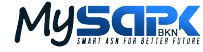 MySAPK
BKN
SMART ASN FOR BETTER FUTURE